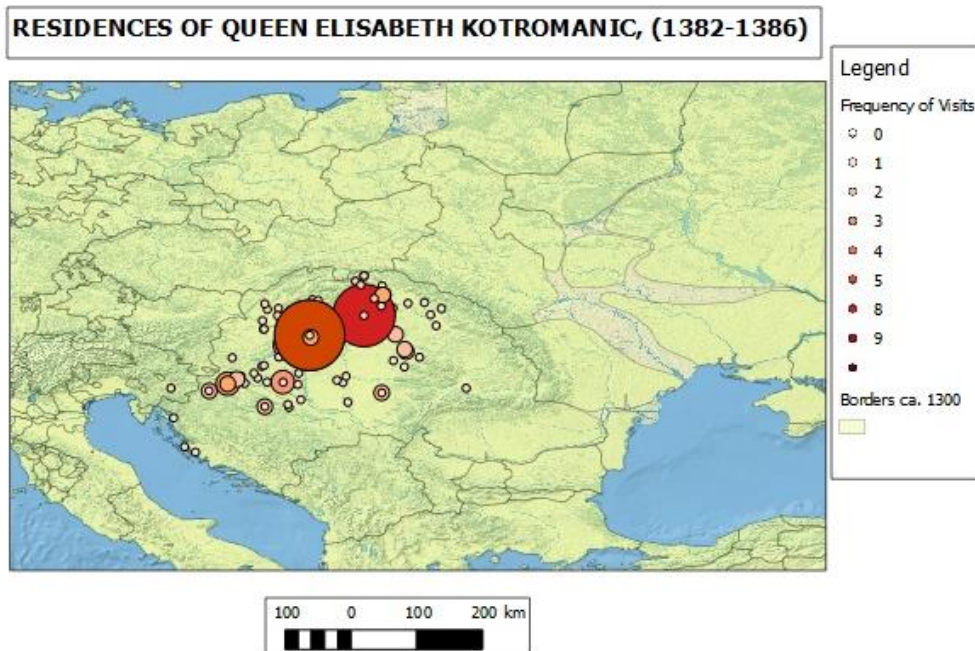 RESIDENCES OF QUEEN ELISABETH KOTROMANIC, (1382-1386)
Legend
Frequency of Visits
0
1
2
3
4
5
8
9
Borders ca. 1300
100 0 100 200 km